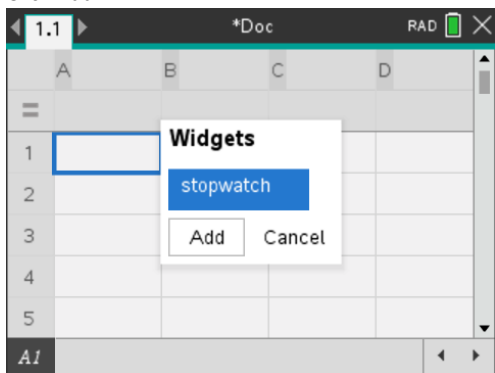 1.1 *Doc RAD
A B C D
=
1
2
3
4
5
Widgets
stopwatch
Add Cancel
A1